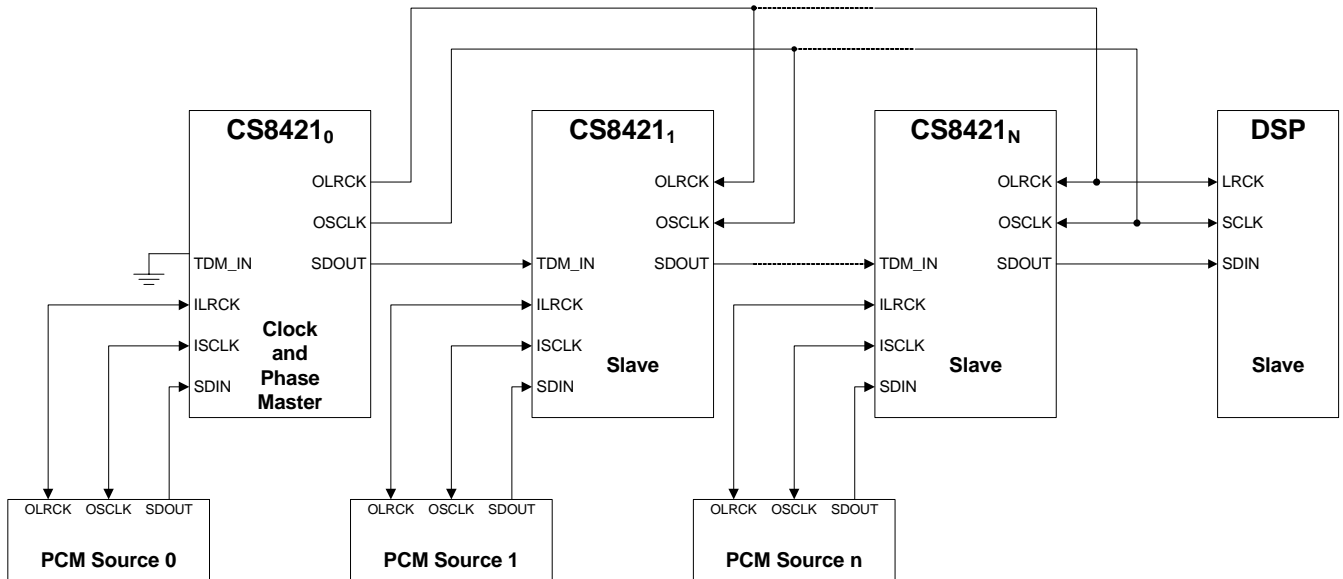 CS8421₀
OLRCK
OSCLK
TDM_IN
SDOUT
ILRCK
ISCLK
SDIN
Clock
and
Phase
Master
CS8421₁
OLRCK
OSCLK
TDM_IN
SDOUT
ILRCK
ISCLK
SDIN
Slave
CS8421N
OLRCK
OSCLK
TDM_IN
SDOUT
ILRCK
ISCLK
SDIN
Slave
DSP
LRCK
SCLK
SDIN
Slave
OLRCK OSCLK SDOUT
PCM Source 0
OLRCK OSCLK SDOUT
PCM Source 1
OLRCK OSCLK SDOUT
PCM Source n